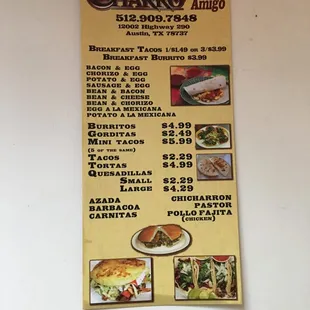 CHARRO
Amigo
512.909.7848
12002 Highway 290
Austin, TX 78737
Breakfast Tacos 1/$1.49 or 3/$3.99
Breakfast Burrito $3.99
Bacon & Egg
Chorizo & Egg
Potato & Egg
Sausage & Egg
Bean & Bacon
Bean & Cheese
Bean & Chorizo
Egg a la Mexicana
Potato a la Mexicana
Burritos $4.99
Gorditas $2.49
Mini Tacos $5.99
(5 of the same)
Tacos $2.29
Tortas $4.99
Quesadillas
Small $2.29
Large $4.29
Azada Chicharron
Barbacoa Pastor
Carnitas Pollo Fajita
(Chicken)